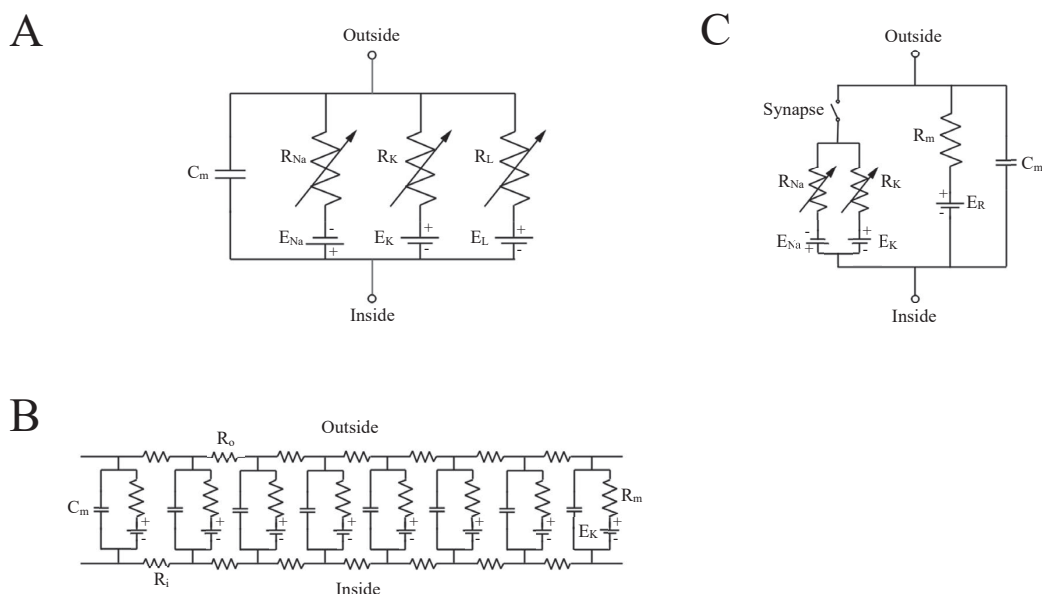 A
Outside
C_m
R_Na
R_K
R_L
-
+
+
E_Na
E_K
E_L
+
-
-
Inside
C
Outside
Synapse
R_m
C_m
R_Na
R_K
+
-
E_R
-
+
E_Na
E_K
+
-
Inside
B
Outside
R_o
C_m
R_m
+ + + + + + + +
E_K
- - - - - - - -
R_i
Inside